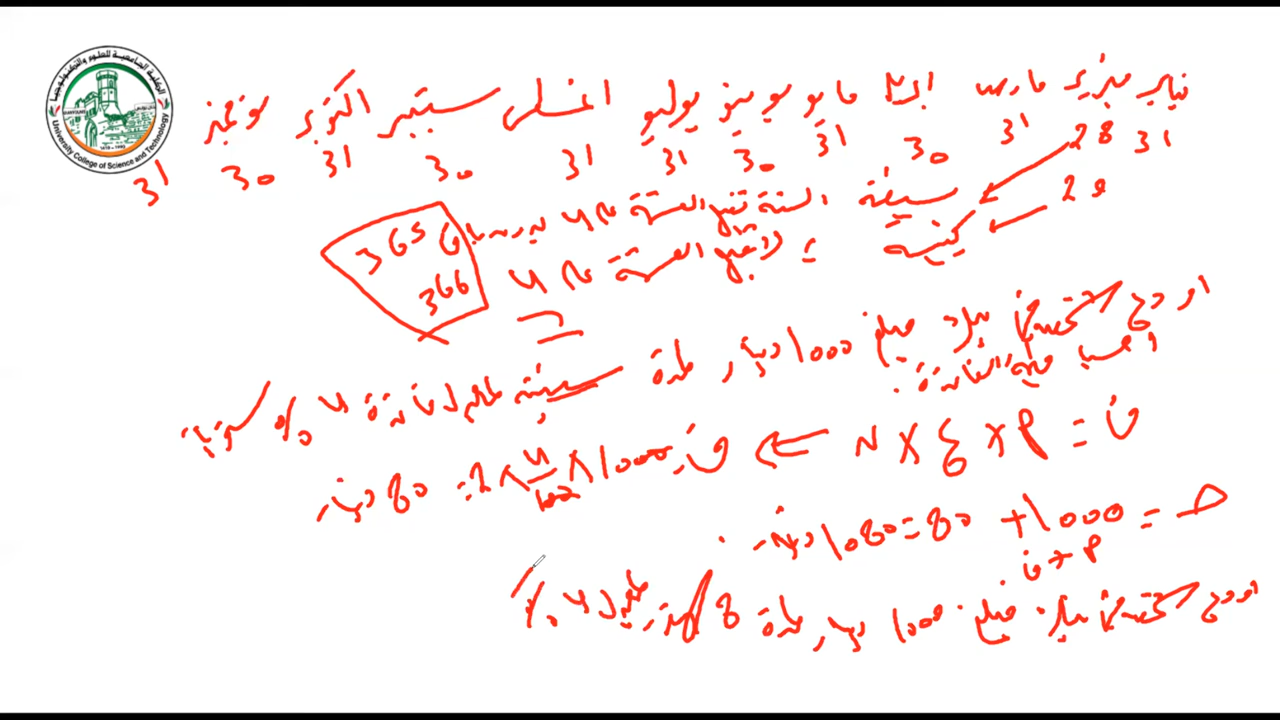 الكلية الجامعية للعلوم والتكنولوجيا
University College of Science and Technology
يناير فبراير مارس ابريل مايو يونيو يوليو اغسطس سبتمبر اكتوبر نوفمبر
31 28 31 30 31 30 31 31 30 31 30 31
29
بسيطة السنة تقبل القسمة على 4 بدون باق 365
كبيسة : لا تقبل القسمة على 4 366
اودع شخص بنك مبلغ 1000 دينار لمدة سنتين بمعدل فائدة 4 % سنويا
احسب قيمة الفائدة .
ف = P × ع × ن ⇐ ف = 1000 × 4/100 × 2 = 80 دينار
ح = 1000 + 80 = 1080 دينار
P + ف
اودع شخص مبلغ 1000 دينار لمدة 8 اشهر بمعدل 4 %